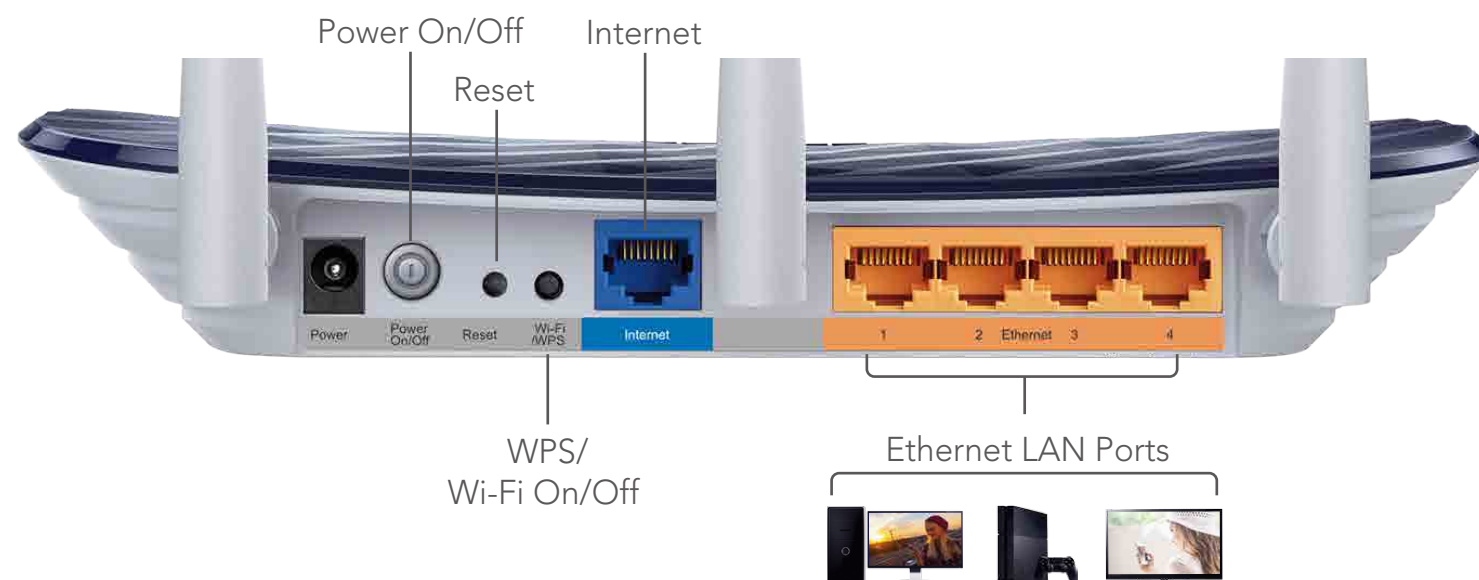 Power On/Off
Internet
Reset
Power
Power
On/Off
Reset
Wi-Fi
/WPS
Internet
1
2
Ethernet
3
4
WPS/
Wi-Fi On/Off
Ethernet LAN Ports